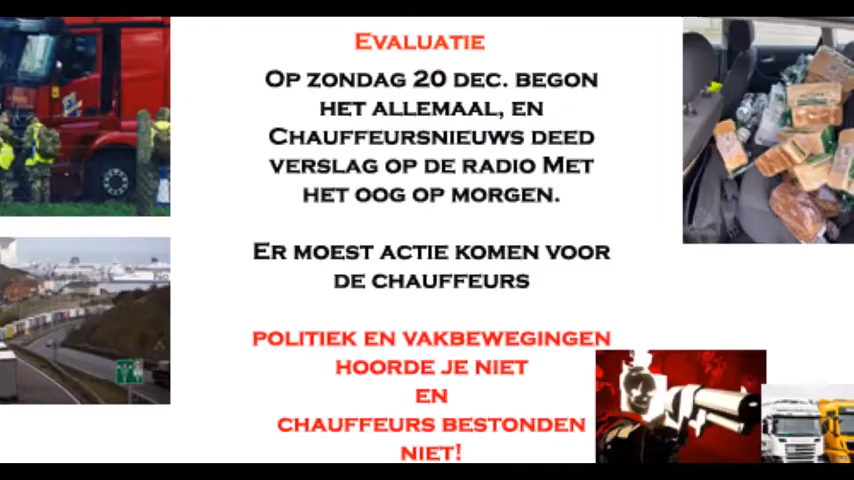 Evaluatie
Op zondag 20 dec. begon
het allemaal, en
Chauffeursnieuws deed
verslag op de radio Met
het oog op morgen.
Er moest actie komen voor
de chauffeurs
politiek en vakbewegingen
hoorde je niet
en
chauffeurs bestonden
niet!